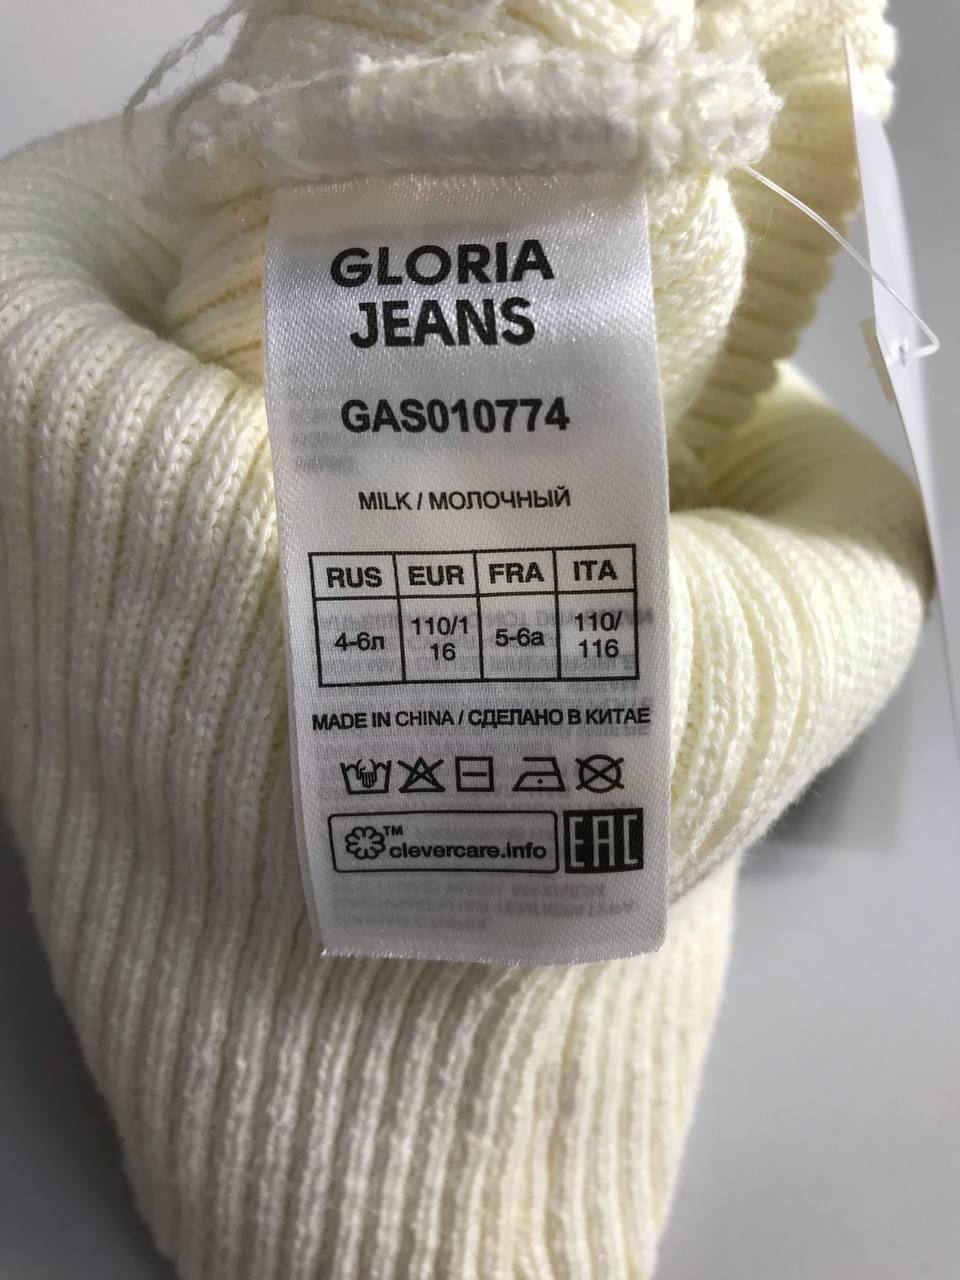 GLORIA
JEANS
GAS010774
MILK / МОЛОЧНЫЙ
RUS EUR FRA ITA
4-6л 110/1 5-6a 110/
16 116
MADE IN CHINA / СДЕЛАНО В КИТАЕ
TM
clevercare.info
EAC